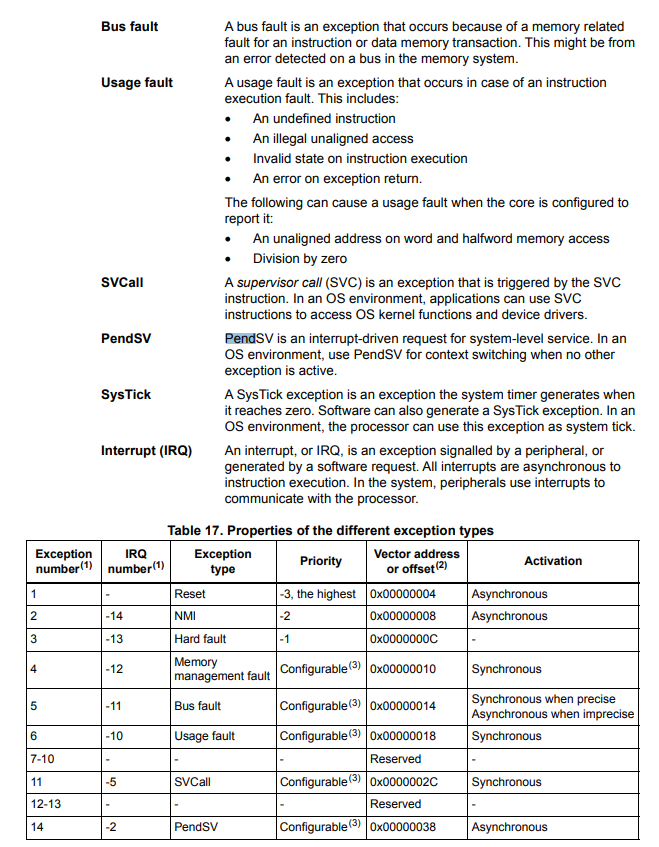 Bus fault
A bus fault is an exception that occurs because of a memory related
fault for an instruction or data memory transaction. This might be from
an error detected on a bus in the memory system.
Usage fault
A usage fault is an exception that occurs in case of an instruction
execution fault. This includes:
• An undefined instruction
• An illegal unaligned access
• Invalid state on instruction execution
• An error on exception return.
The following can cause a usage fault when the core is configured to
report it:
• An unaligned address on word and halfword memory access
• Division by zero
SVCall
A supervisor call (SVC) is an exception that is triggered by the SVC
instruction. In an OS environment, applications can use SVC
instructions to access OS kernel functions and device drivers.
PendSV
PendSV is an interrupt-driven request for system-level service. In an
OS environment, use PendSV for context switching when no other
exception is active.
SysTick
A SysTick exception is an exception the system timer generates when
it reaches zero. Software can also generate a SysTick exception. In an
OS environment, the processor can use this exception as system tick.
Interrupt (IRQ)
An interrupt, or IRQ, is an exception signalled by a peripheral, or
generated by a software request. All interrupts are asynchronous to
instruction execution. In the system, peripherals use interrupts to
communicate with the processor.
Table 17. Properties of the different exception types
Exception number(1) IRQ number(1) Exception type Priority Vector address or offset(2) Activation
1 - Reset -3, the highest 0x00000004 Asynchronous
2 -14 NMI -2 0x00000008 Asynchronous
3 -13 Hard fault -1 0x0000000C -
4 -12 Memory management fault Configurable(3) 0x00000010 Synchronous
5 -11 Bus fault Configurable(3) 0x00000014 Synchronous when precise Asynchronous when imprecise
6 -10 Usage fault Configurable(3) 0x00000018 Synchronous
7-10 - - - Reserved -
11 -5 SVCall Configurable(3) 0x0000002C Synchronous
12-13 - - - Reserved -
14 -2 PendSV Configurable(3) 0x00000038 Asynchronous